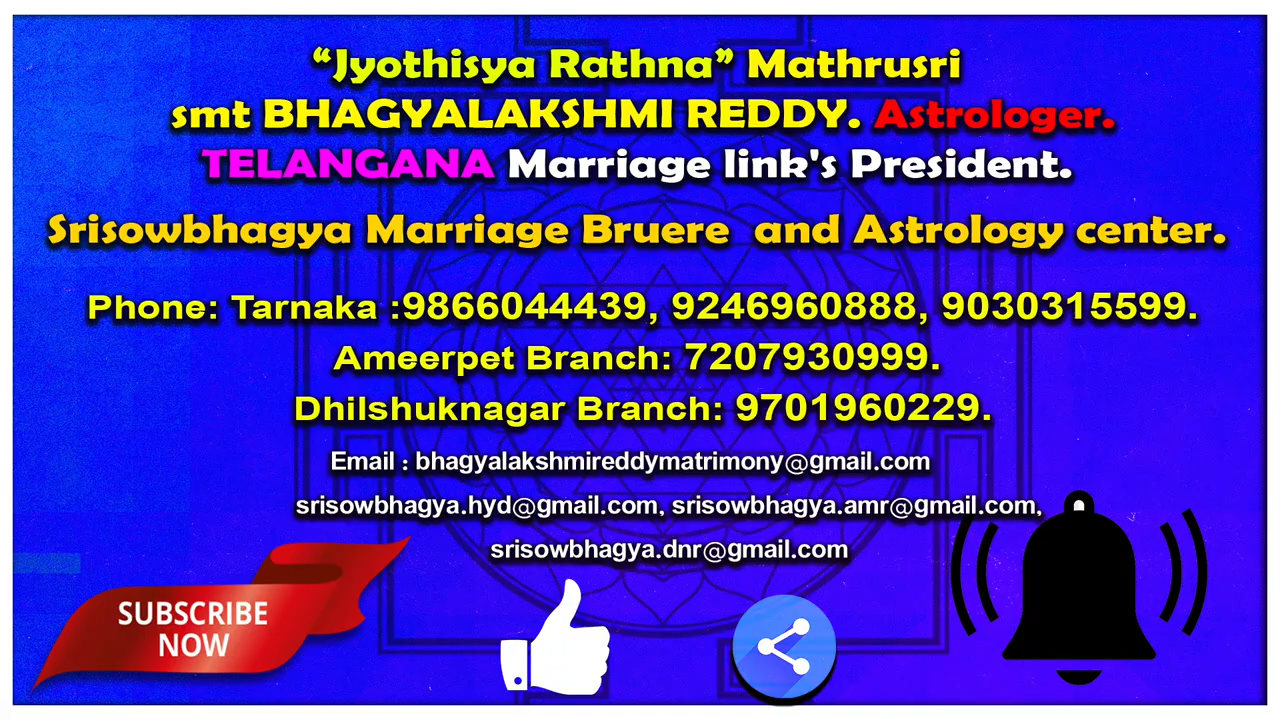 “Jyothisya Rathna” Mathrusri
smt BHAGYALAKSHMI REDDY. Astrologer.
TELANGANA Marriage link's President.
Srisowbhagya Marriage Bruere and Astrology center.
Phone: Tarnaka :9866044439, 9246960888, 9030315599.
Ameerpet Branch: 7207930999.
Dhilshuknagar Branch: 9701960229.
Email : bhagyalakshmireddymatrimony@gmail.com
srisowbhagya.hyd@gmail.com, srisowbhagya.amr@gmail.com,
srisowbhagya.dnr@gmail.com
SUBSCRIBE
NOW